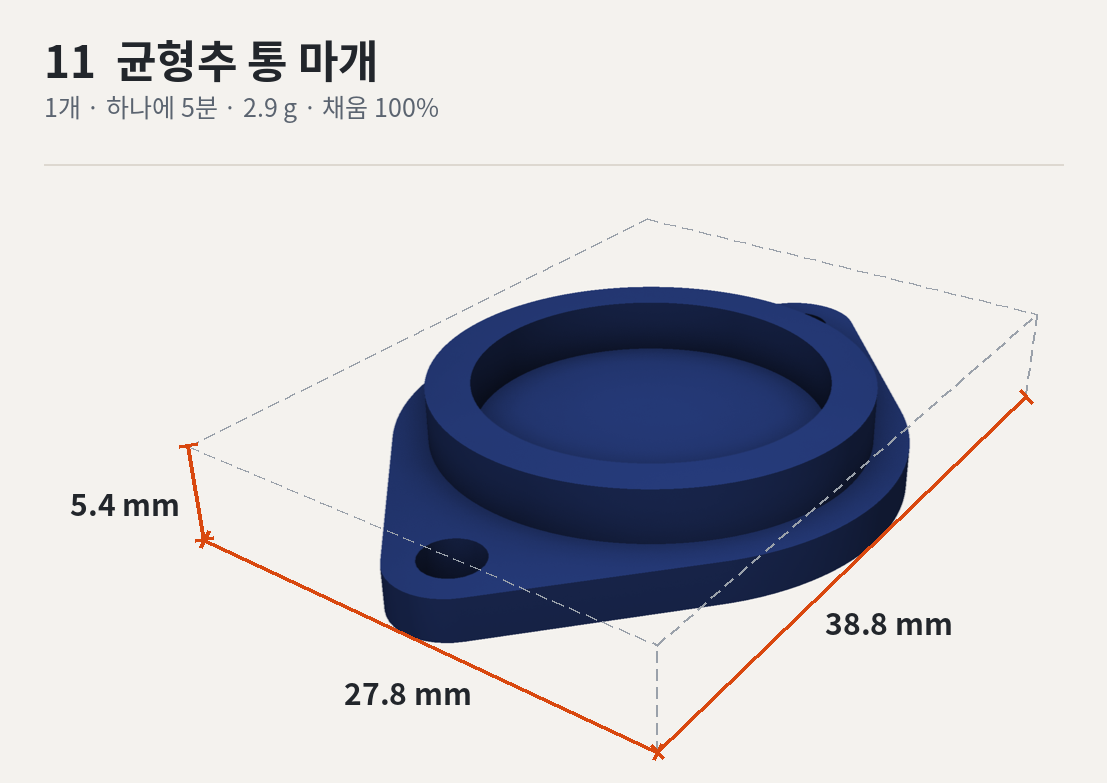 11 균형추 통 마개
1개 · 하나에 5분 · 2.9 g · 채움 100%
5.4 mm
38.8 mm
27.8 mm